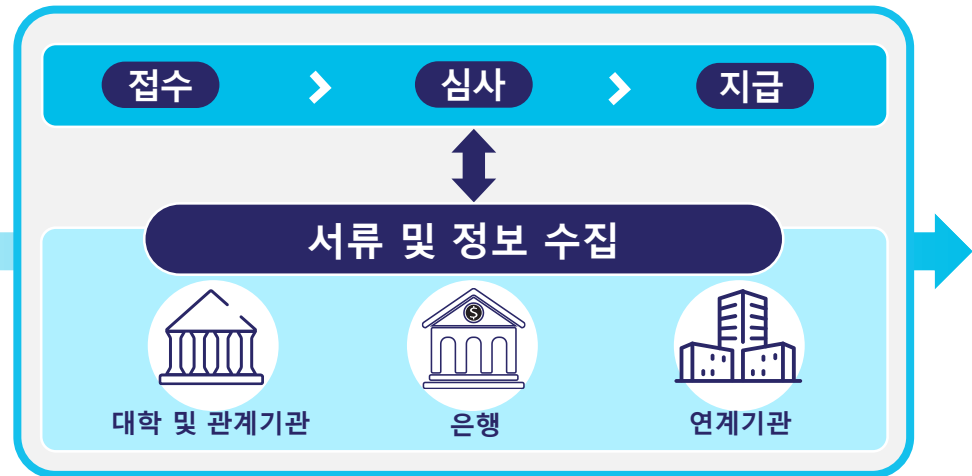 접수 > 심사 > 지급
서류 및 정보 수집
$
대학 및 관계기관 은행 연계기관